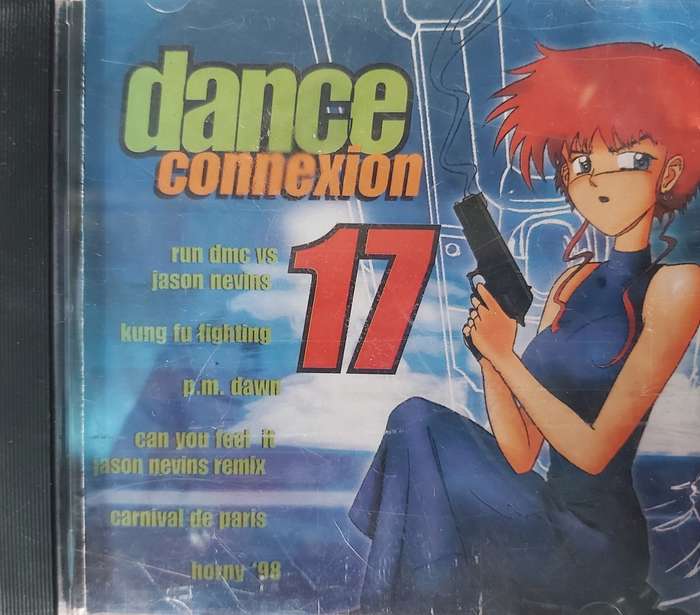 dance
connexion
17
run dmc vs
jason nevins
kung fu fighting
p.m. dawn
can you feel it
jason nevins remix
carnival de paris
horny '98